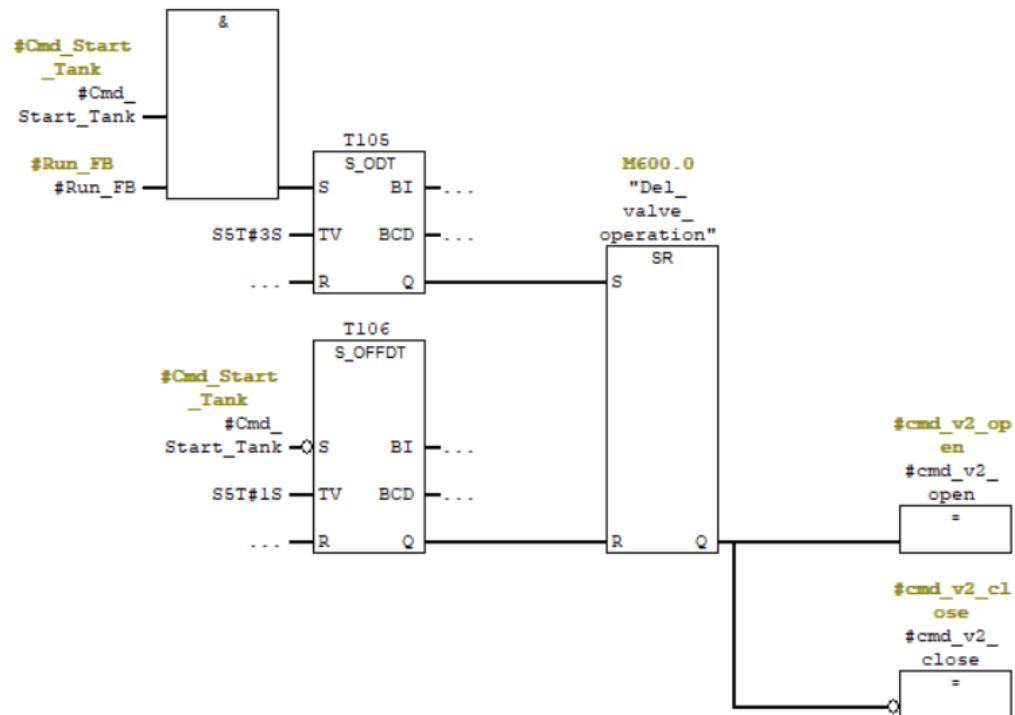 &
#Cmd_Start
_Tank
#Cmd_
Start_Tank
#Run_FB
#Run_FB
T105
S_ODT
S BI ...
S5T#3S TV BCD ...
... R Q
M600.0
"Del_
valve_
operation"
SR
S
R Q
T106
S_OFFDT
#Cmd_Start
_Tank
#Cmd_
Start_Tank
S BI ...
S5T#1S TV BCD ...
... R Q
#cmd_v2_op
en
#cmd_v2_
open
=
#cmd_v2_cl
ose
#cmd_v2_
close
=